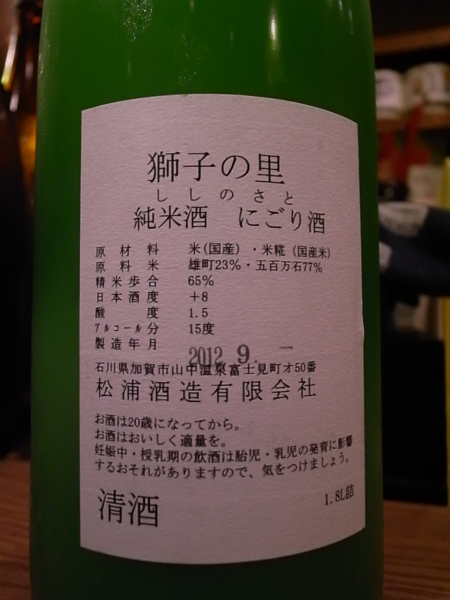 獅子の里
ししのさと
純米酒 にごり酒
原材料 米(国産)・米糀(国産米)
原料米 雄町23%・五百万石77%
精米歩合 65%
日本酒度 +8
酸度 1.5
アルコール分 15度
製造年月 2012.9.
石川県加賀市山中温泉富士見町オ50番
松浦酒造有限会社
お酒は20歳になってから。
お酒はおいしく適量を。
妊娠中・授乳期の飲酒は胎児・乳児の発育に影響
するおそれがありますので、気をつけましょう。
清酒
1.8L詰